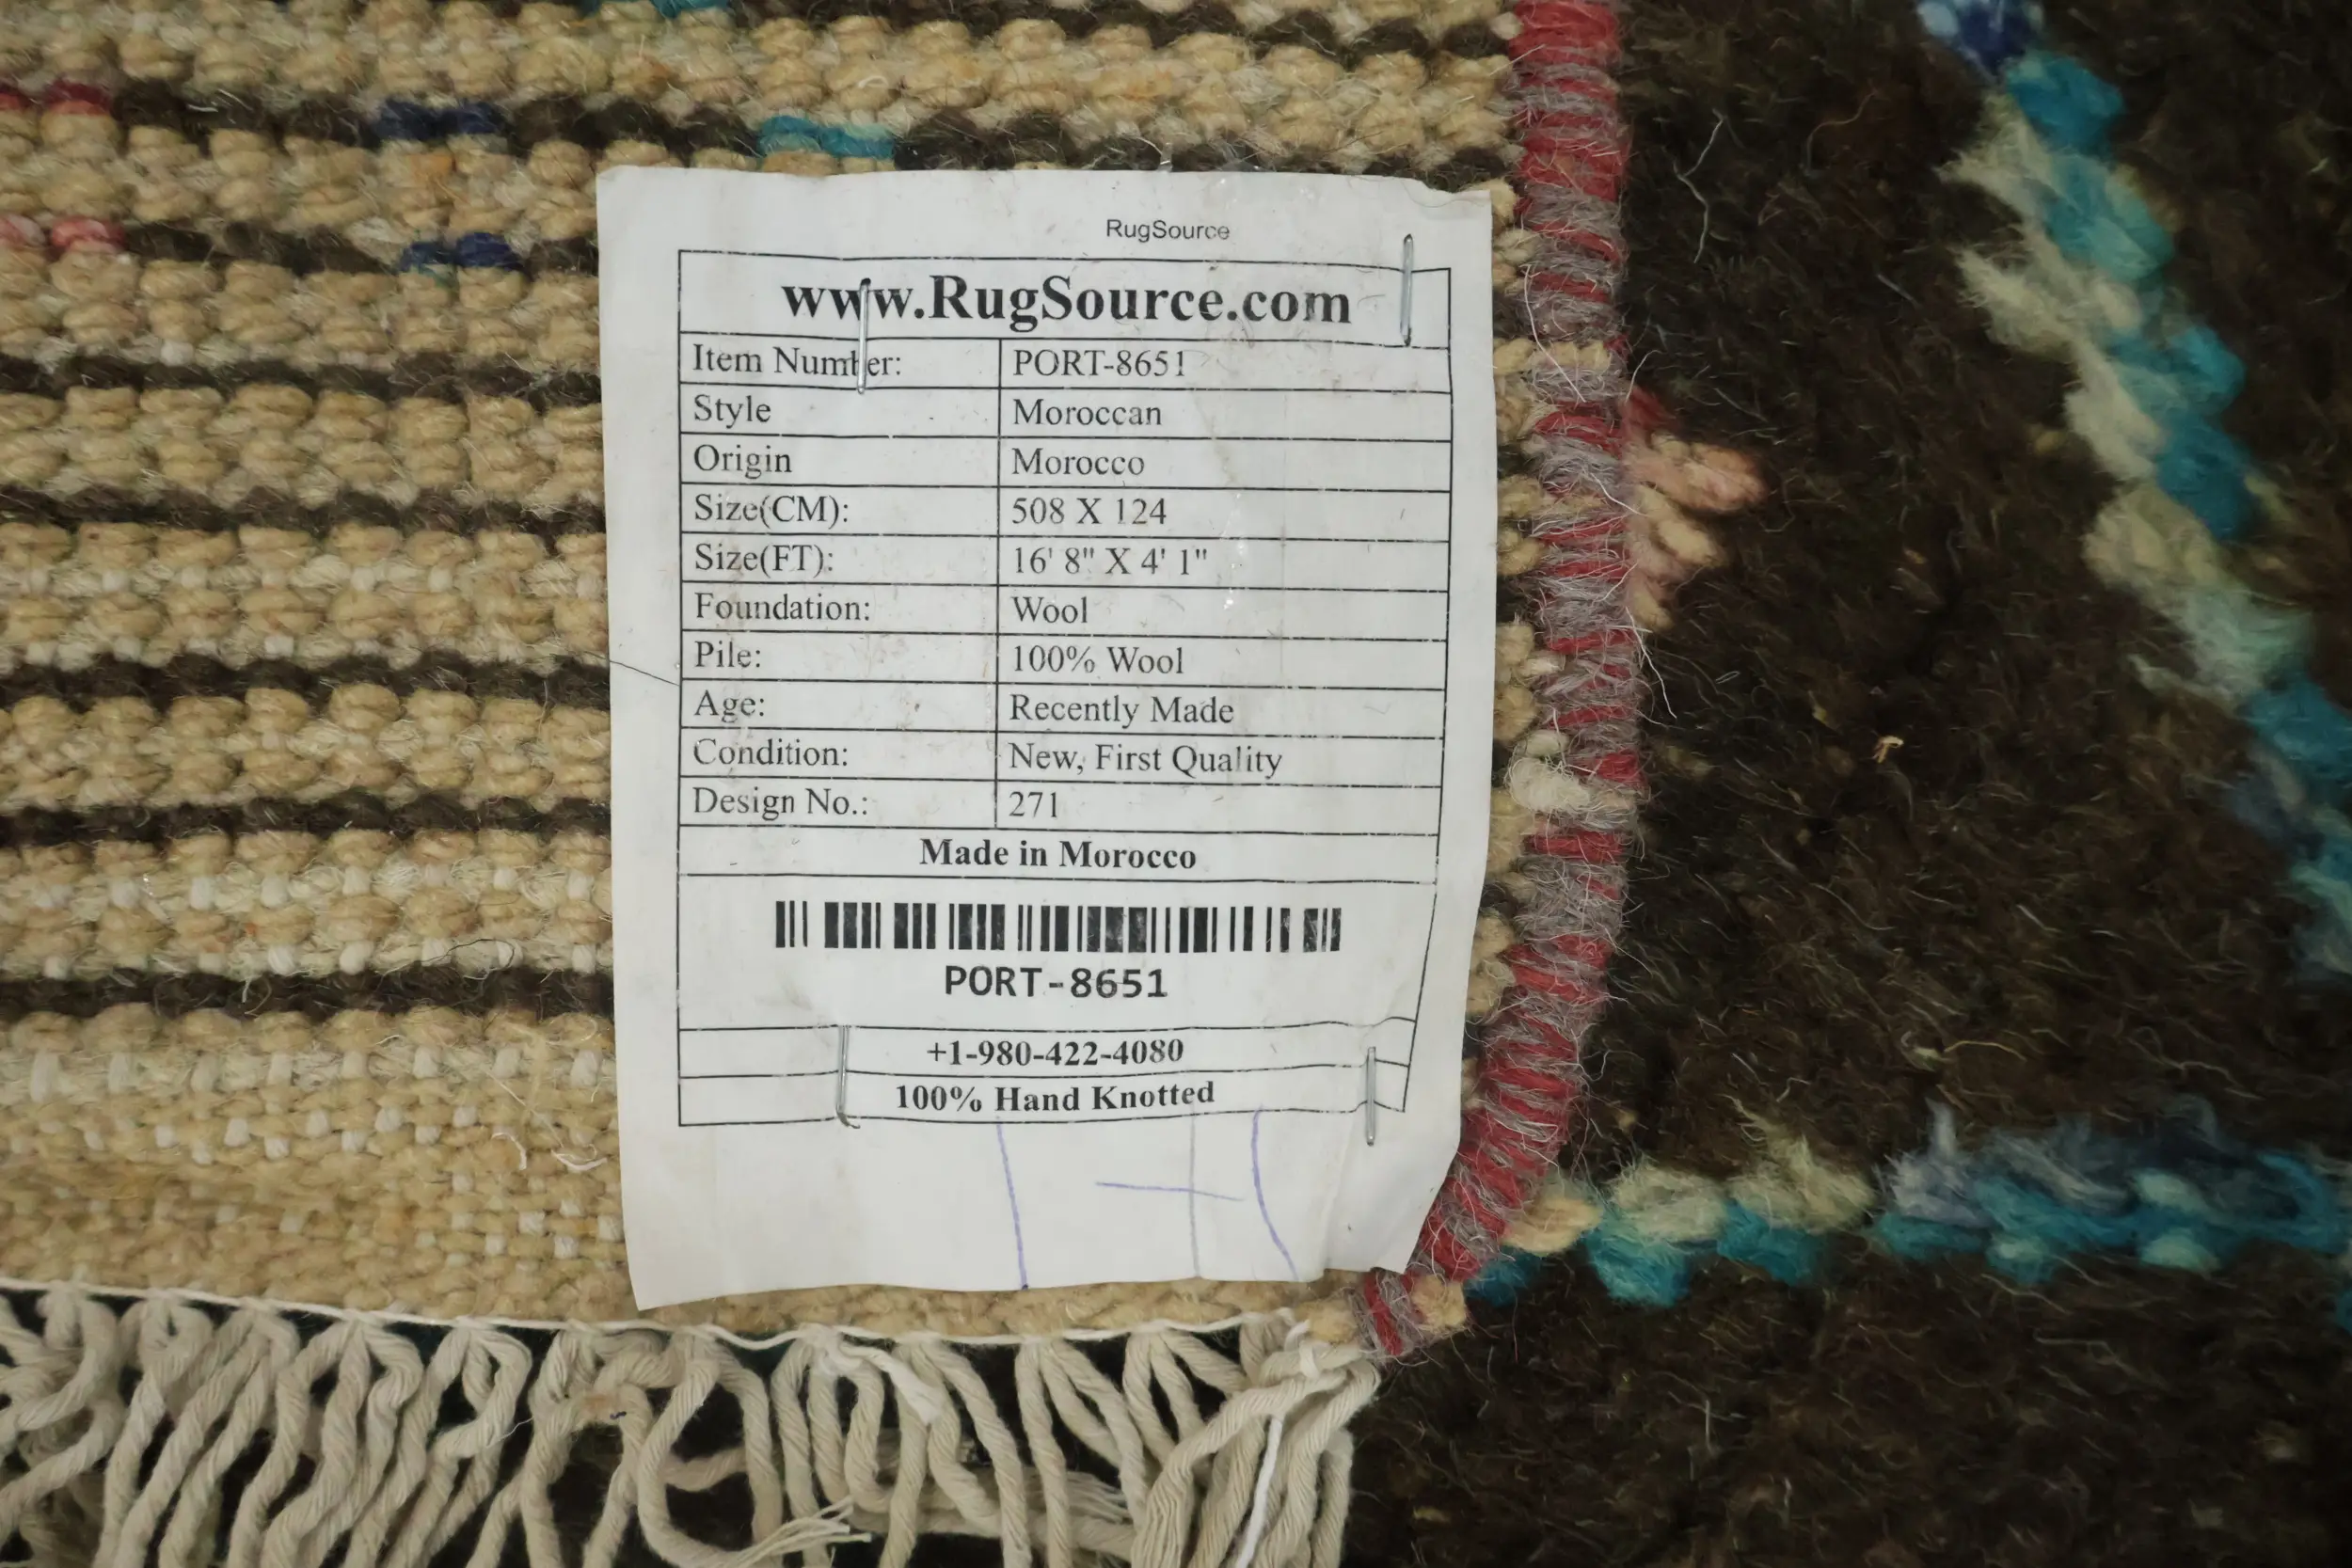 RugSource
www.RugSource.com
Item Number: PORT-8651
Style Moroccan
Origin Morocco
Size(CM): 508 X 124
Size(FT): 16' 8" X 4' 1"
Foundation: Wool
Pile: 100% Wool
Age: Recently Made
Condition: New, First Quality
Design No.: 271
Made in Morocco
PORT-8651
+1-980-422-4080
100% Hand Knotted